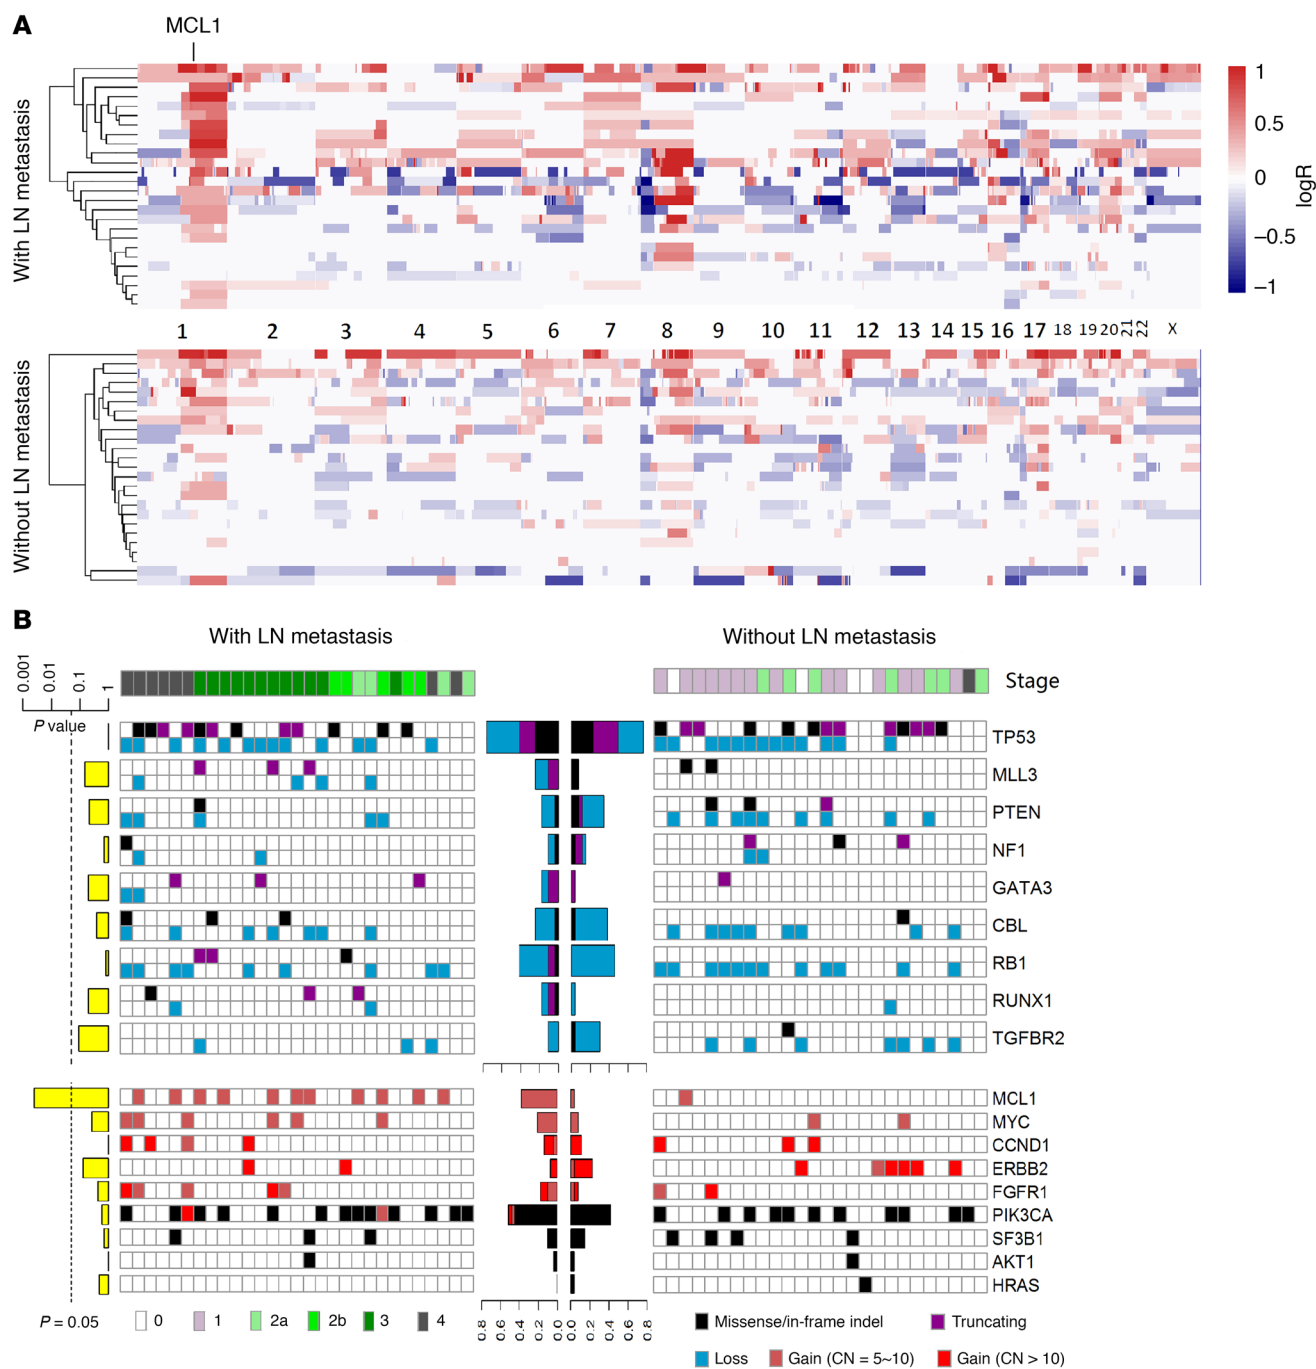 A
MCL1
With LN metastasis
1
0.5
0
–0.5
–1
logR
1 2 3 4 5 6 7 8 9 10 11 12 13 14 15 16 17 18 19 20 21 22 X
Without LN metastasis
B
With LN metastasis
Without LN metastasis
0.001 0.01 0.1 1
P value
Stage
TP53
MLL3
PTEN
NF1
GATA3
CBL
RB1
RUNX1
TGFBR2
MCL1
MYC
CCND1
ERBB2
FGFR1
PIK3CA
SF3B1
AKT1
HRAS
P = 0.05
0 1 2a 2b 3 4
0.8 0.6 0.4 0.2 0.0 0.0 0.2 0.4 0.6 0.8
Missense/in-frame indel Truncating
Loss Gain (CN = 5~10) Gain (CN > 10)